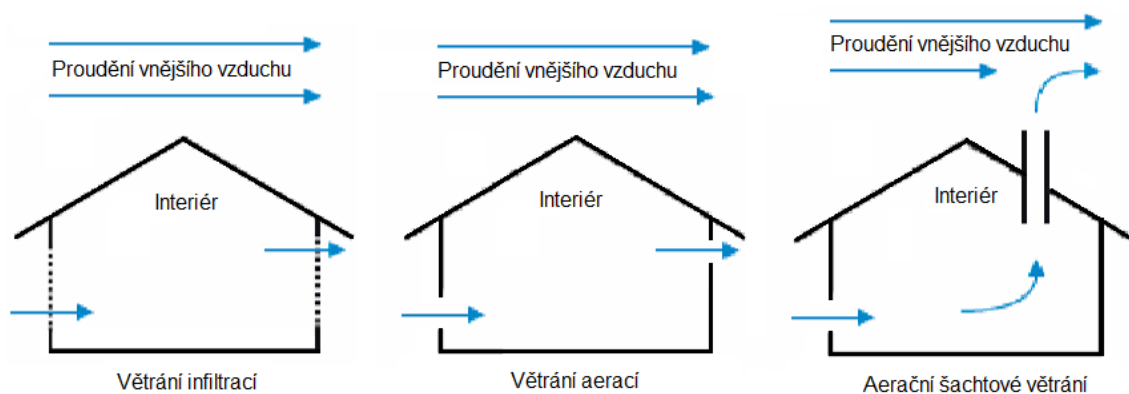 Proudění vnějšího vzduchu
Interiér
Větrání infiltrací
Proudění vnějšího vzduchu
Interiér
Větrání aerací
Proudění vnějšího vzduchu
Interiér
Aerační šachtové větrání